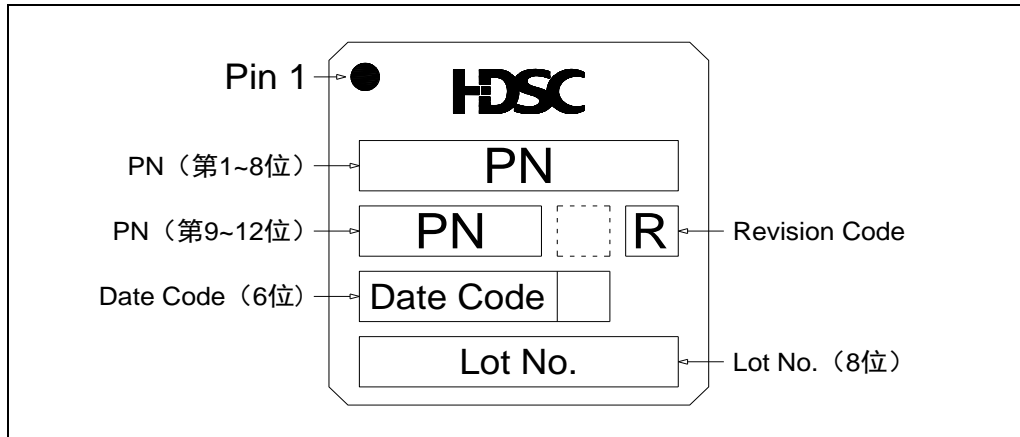 Pin 1
HDSC
PN（第1~8位）
PN
PN（第9~12位）
PN
R
Revision Code
Date Code（6位）
Date Code
Lot No.
Lot No.（8位）